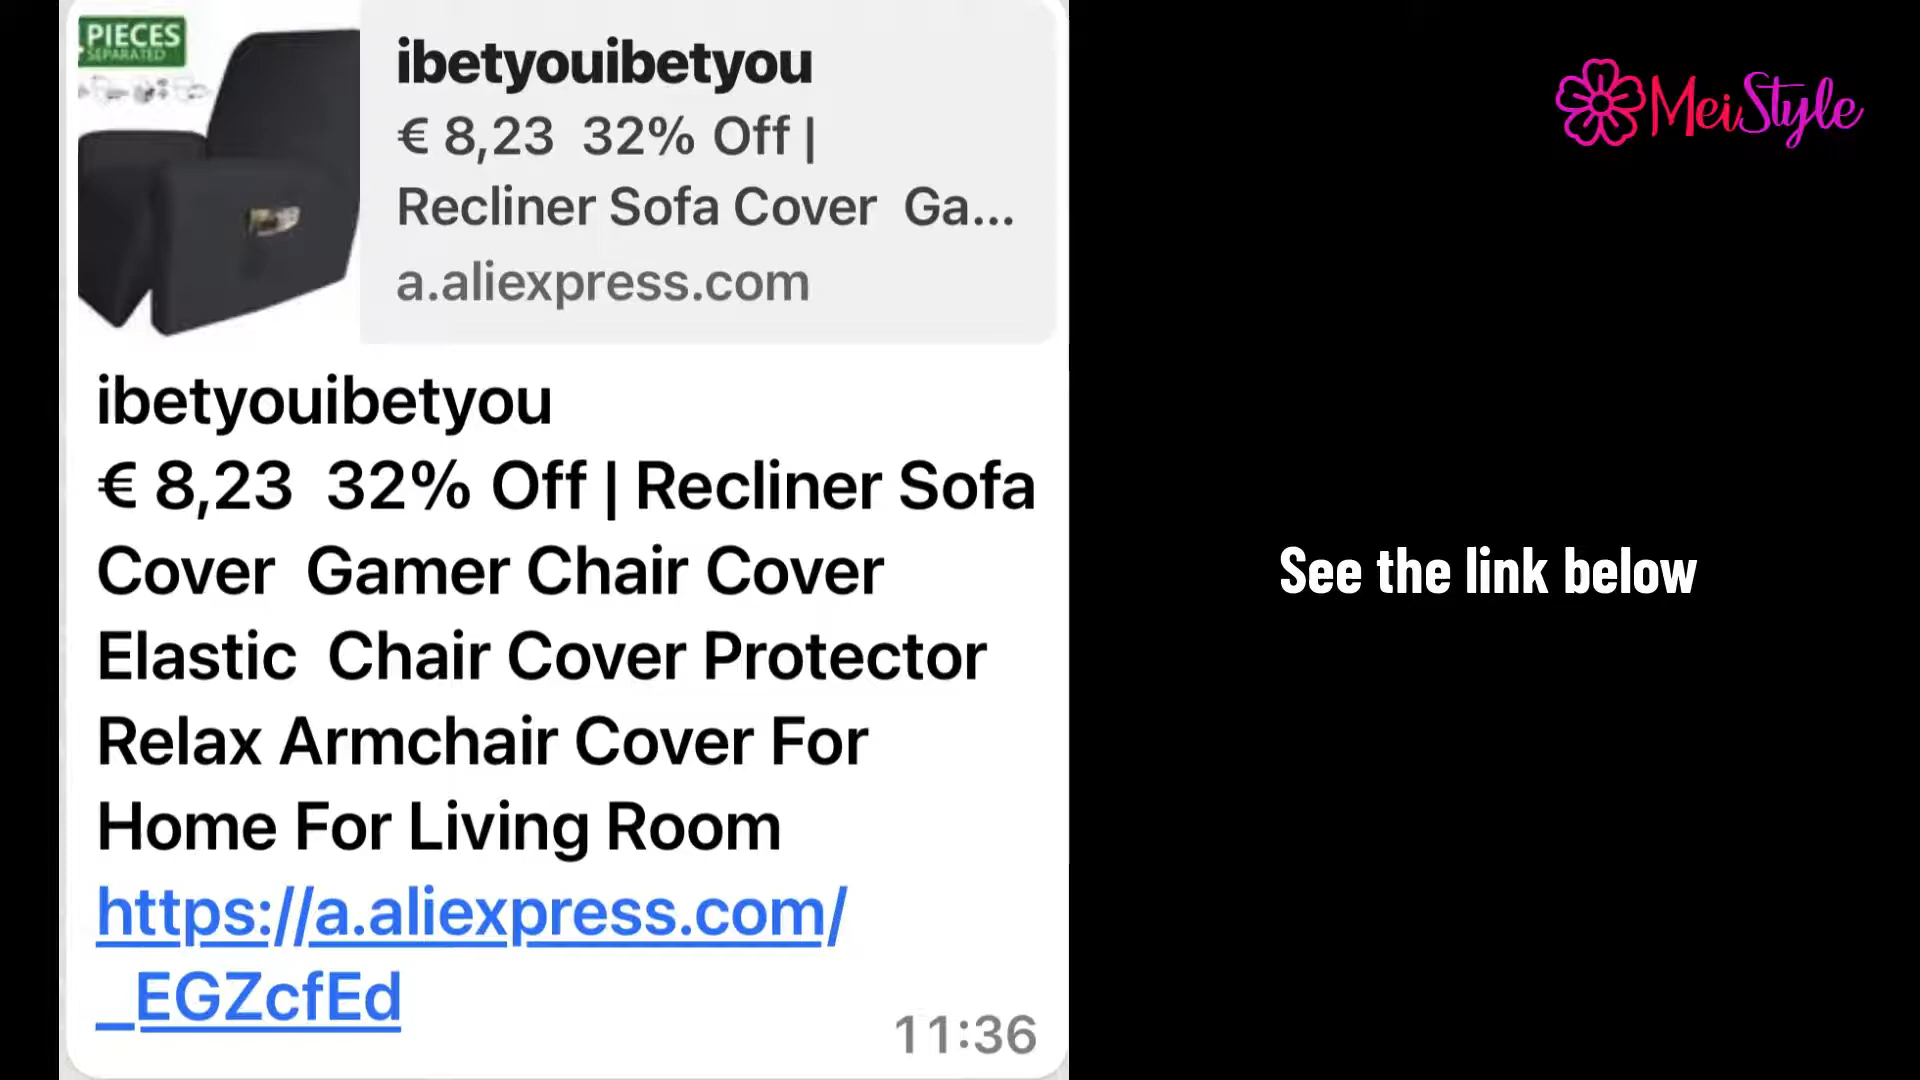 PIECES
SEPARATED
ibetyouibetyou
€ 8,23 32% Off |
Recliner Sofa Cover Ga...
a.aliexpress.com
ibetyouibetyou
€ 8,23 32% Off | Recliner Sofa
Cover Gamer Chair Cover
Elastic Chair Cover Protector
Relax Armchair Cover For
Home For Living Room
https://a.aliexpress.com/
_EGZcfEd
11:36
MeiStyle
See the link below